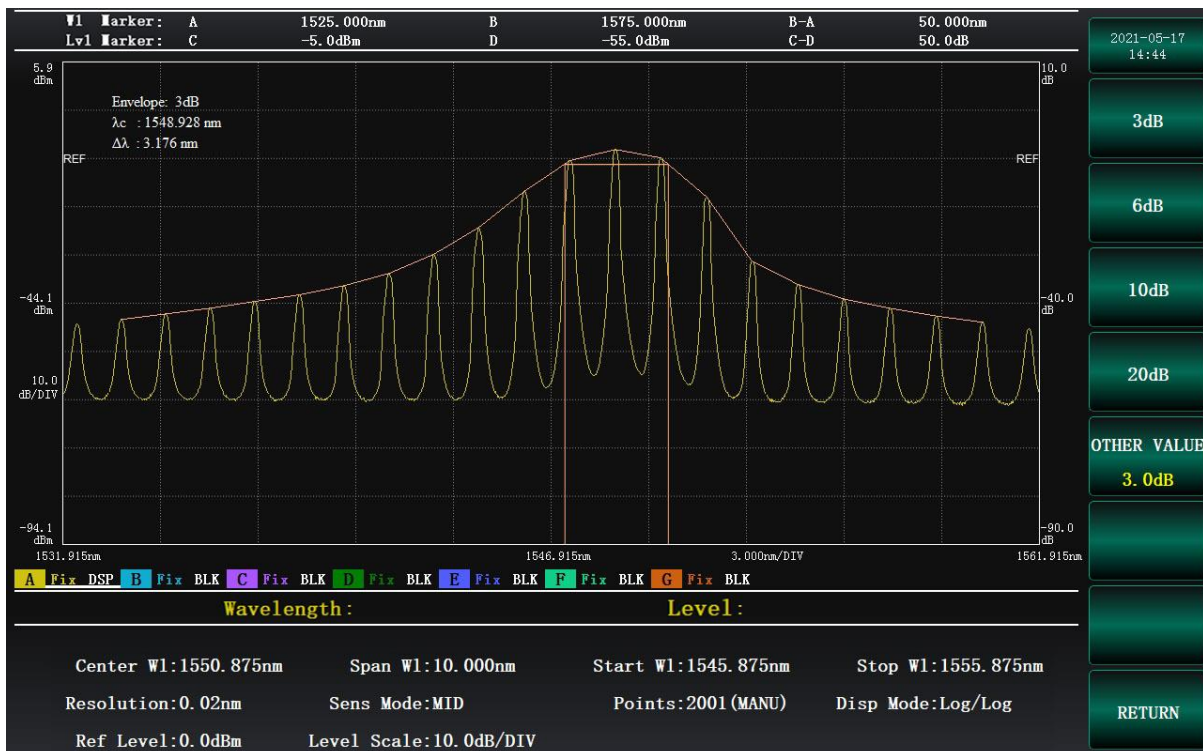 Wl Marker: A 1525.000nm B 1575.000nm B-A 50.000nm
Lvl Marker: C -5.0dBm D -55.0dBm C-D 50.0dB
2021-05-17
14:44
5.9
dBm
10.0
dB
Envelope: 3dB
λc : 1548.928 nm
Δλ : 3.176 nm
REF
REF
-44.1
dBm
-40.0
dB
10.0
dB/DIV
-94.1
dBm
-90.0
dB
1531.915nm 1546.915nm 3.000nm/DIV 1561.915nm
A Fix DSP B Fix BLK C Fix BLK D Fix BLK E Fix BLK F Fix BLK G Fix BLK
Wavelength: Level:
Center Wl:1550.875nm Span Wl:10.000nm Start Wl:1545.875nm Stop Wl:1555.875nm
Resolution:0.02nm Sens Mode:MID Points:2001(MANU) Disp Mode:Log/Log
Ref Level:0.0dBm Level Scale:10.0dB/DIV
3dB
6dB
10dB
20dB
OTHER VALUE
3.0dB
RETURN